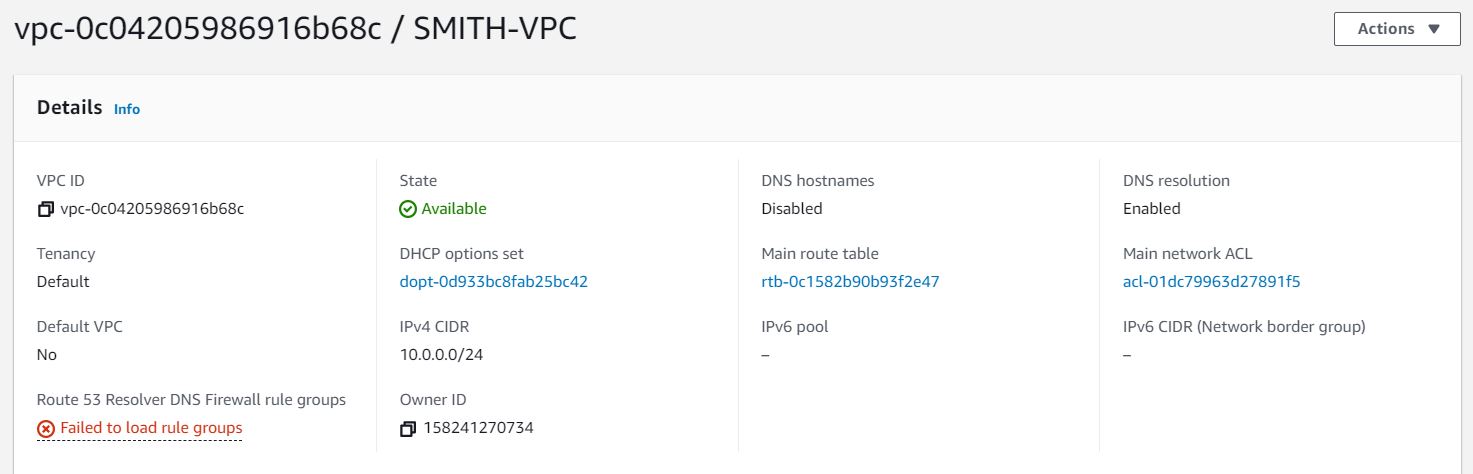 vpc-0c04205986916b68c / SMITH-VPC
Actions
Details Info
VPC ID
vpc-0c04205986916b68c
State
Available
DNS hostnames
Disabled
DNS resolution
Enabled
Tenancy
Default
DHCP options set
dopt-0d933bc8fab25bc42
Main route table
rtb-0c1582b90b93f2e47
Main network ACL
acl-01dc79963d27891f5
Default VPC
No
IPv4 CIDR
10.0.0.0/24
IPv6 pool
–
IPv6 CIDR (Network border group)
–
Route 53 Resolver DNS Firewall rule groups
Failed to load rule groups
Owner ID
158241270734